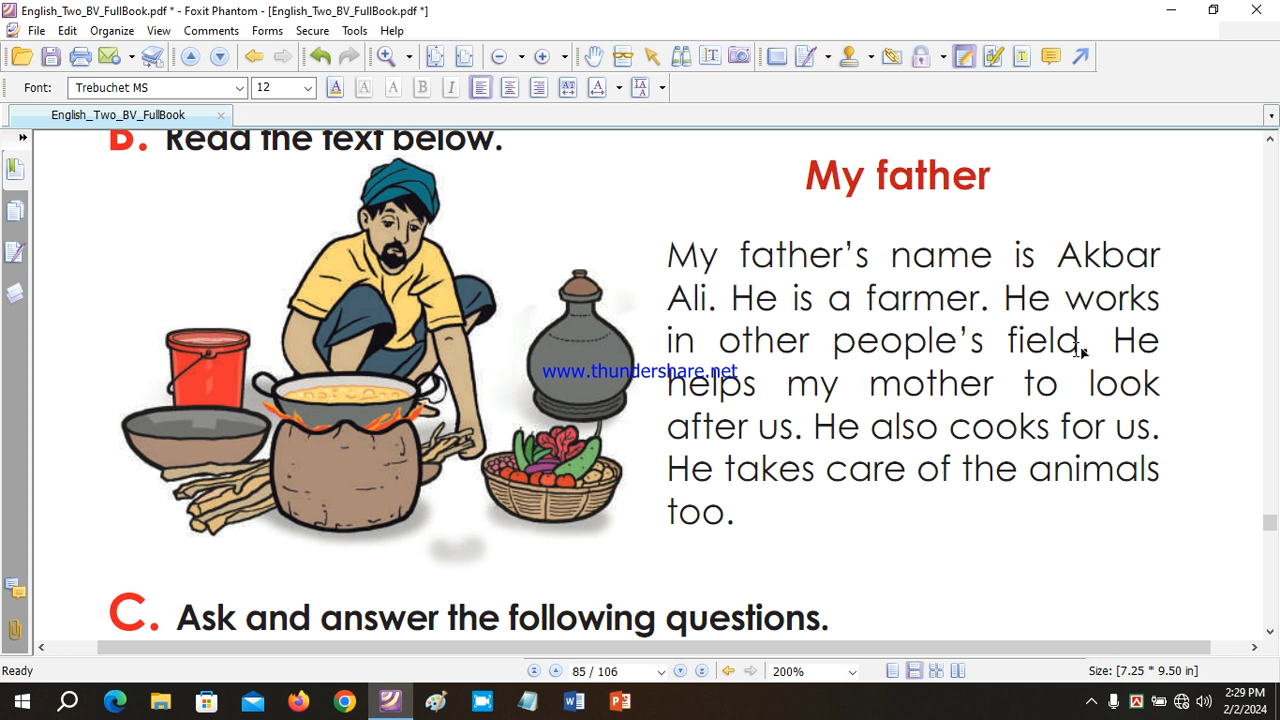 English_Two_BV_FullBook.pdf * - Foxit Phantom - [English_Two_BV_FullBook.pdf *]
File Edit Organize View Comments Forms Secure Tools Help
Font: Trebuchet MS 12
English_Two_BV_FullBook
B. Read the text below.
My father
My father’s name is Akbar
Ali. He is a farmer. He works
in other people’s field. He
www.thundershare.net
helps my mother to look
after us. He also cooks for us.
He takes care of the animals
too.
C. Ask and answer the following questions.
Ready 85 / 106 200% Size: [7.25 * 9.50 in]
2:29 PM
2/2/2024